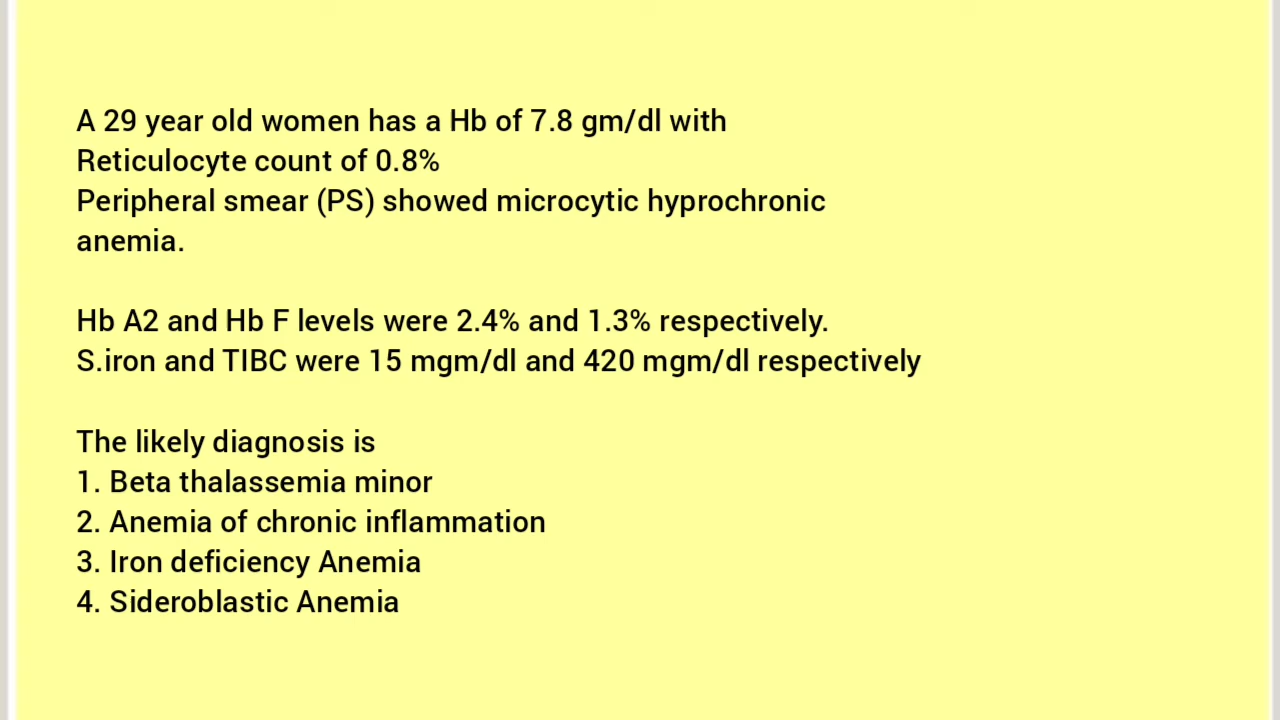 A 29 year old women has a Hb of 7.8 gm/dl with
Reticulocyte count of 0.8%
Peripheral smear (PS) showed microcytic hyprochronic
anemia.
Hb A2 and Hb F levels were 2.4% and 1.3% respectively.
S.iron and TIBC were 15 mgm/dl and 420 mgm/dl respectively
The likely diagnosis is
1. Beta thalassemia minor
2. Anemia of chronic inflammation
3. Iron deficiency Anemia
4. Sideroblastic Anemia